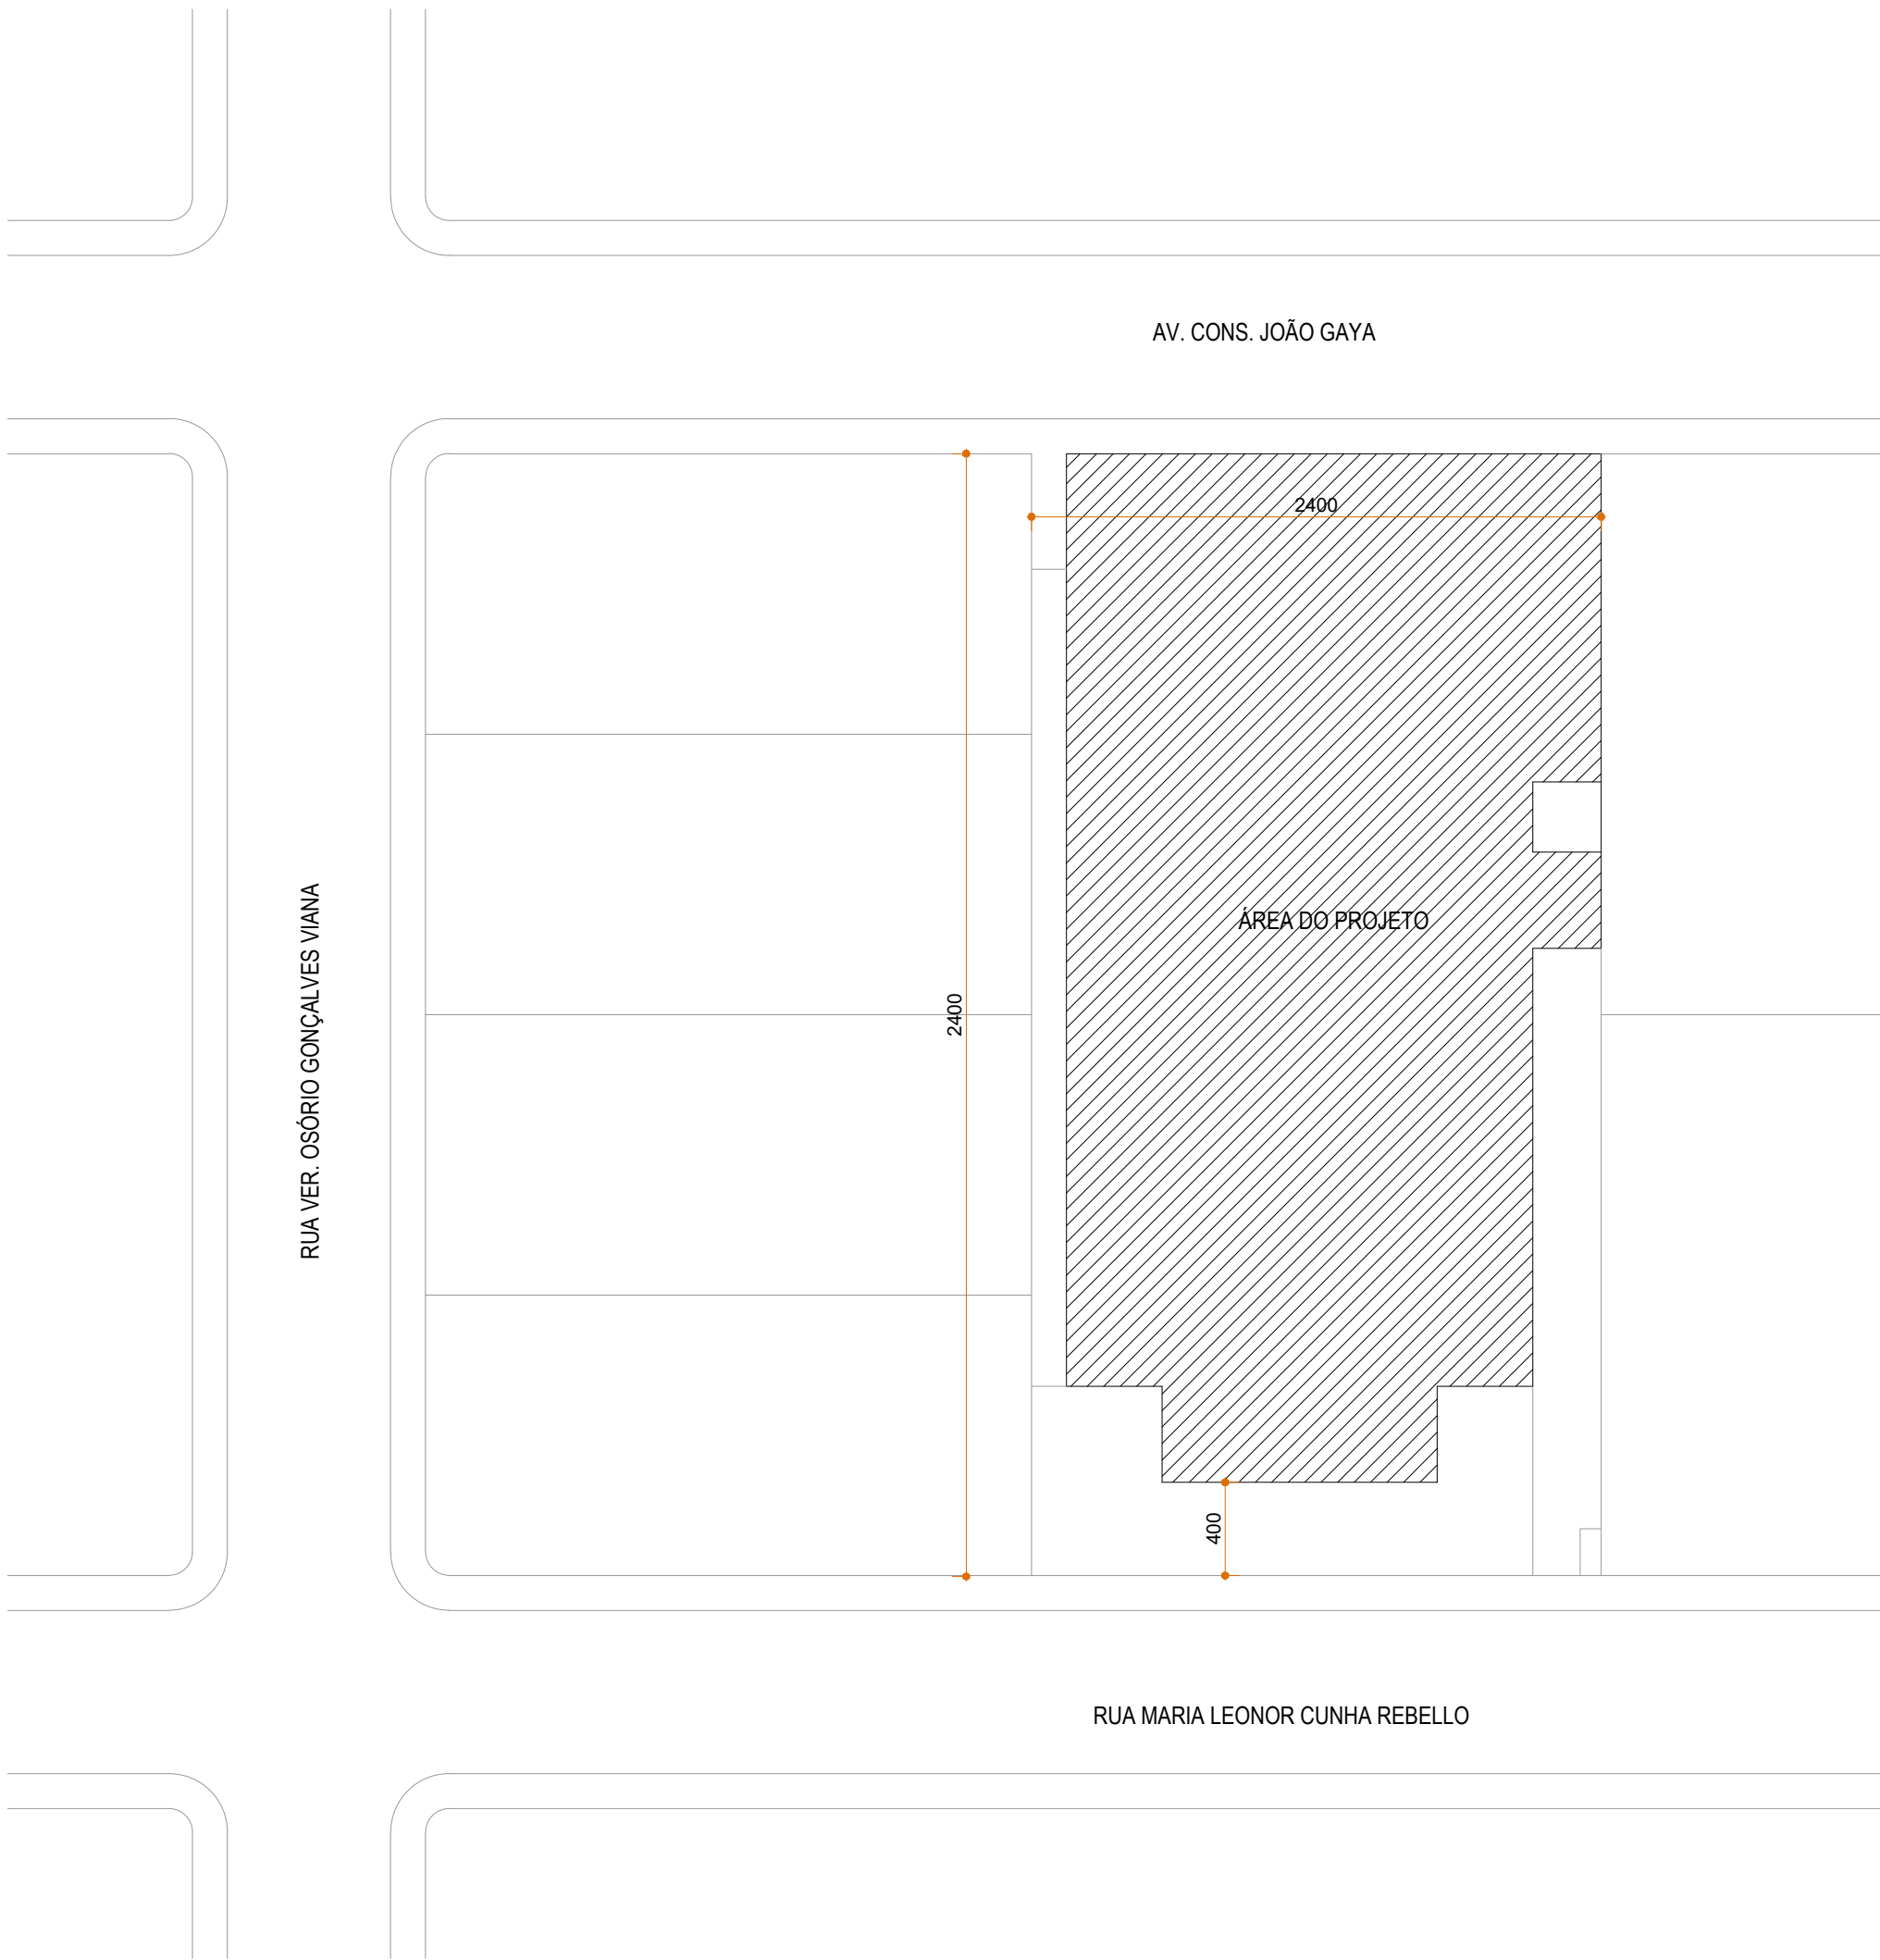 AV. CONS. JOÃO GAYA
2400
ÁREA DO PROJETO
2400
RUA VER. OSÓRIO GONÇALVES VIANA
400
RUA MARIA LEONOR CUNHA REBELLO